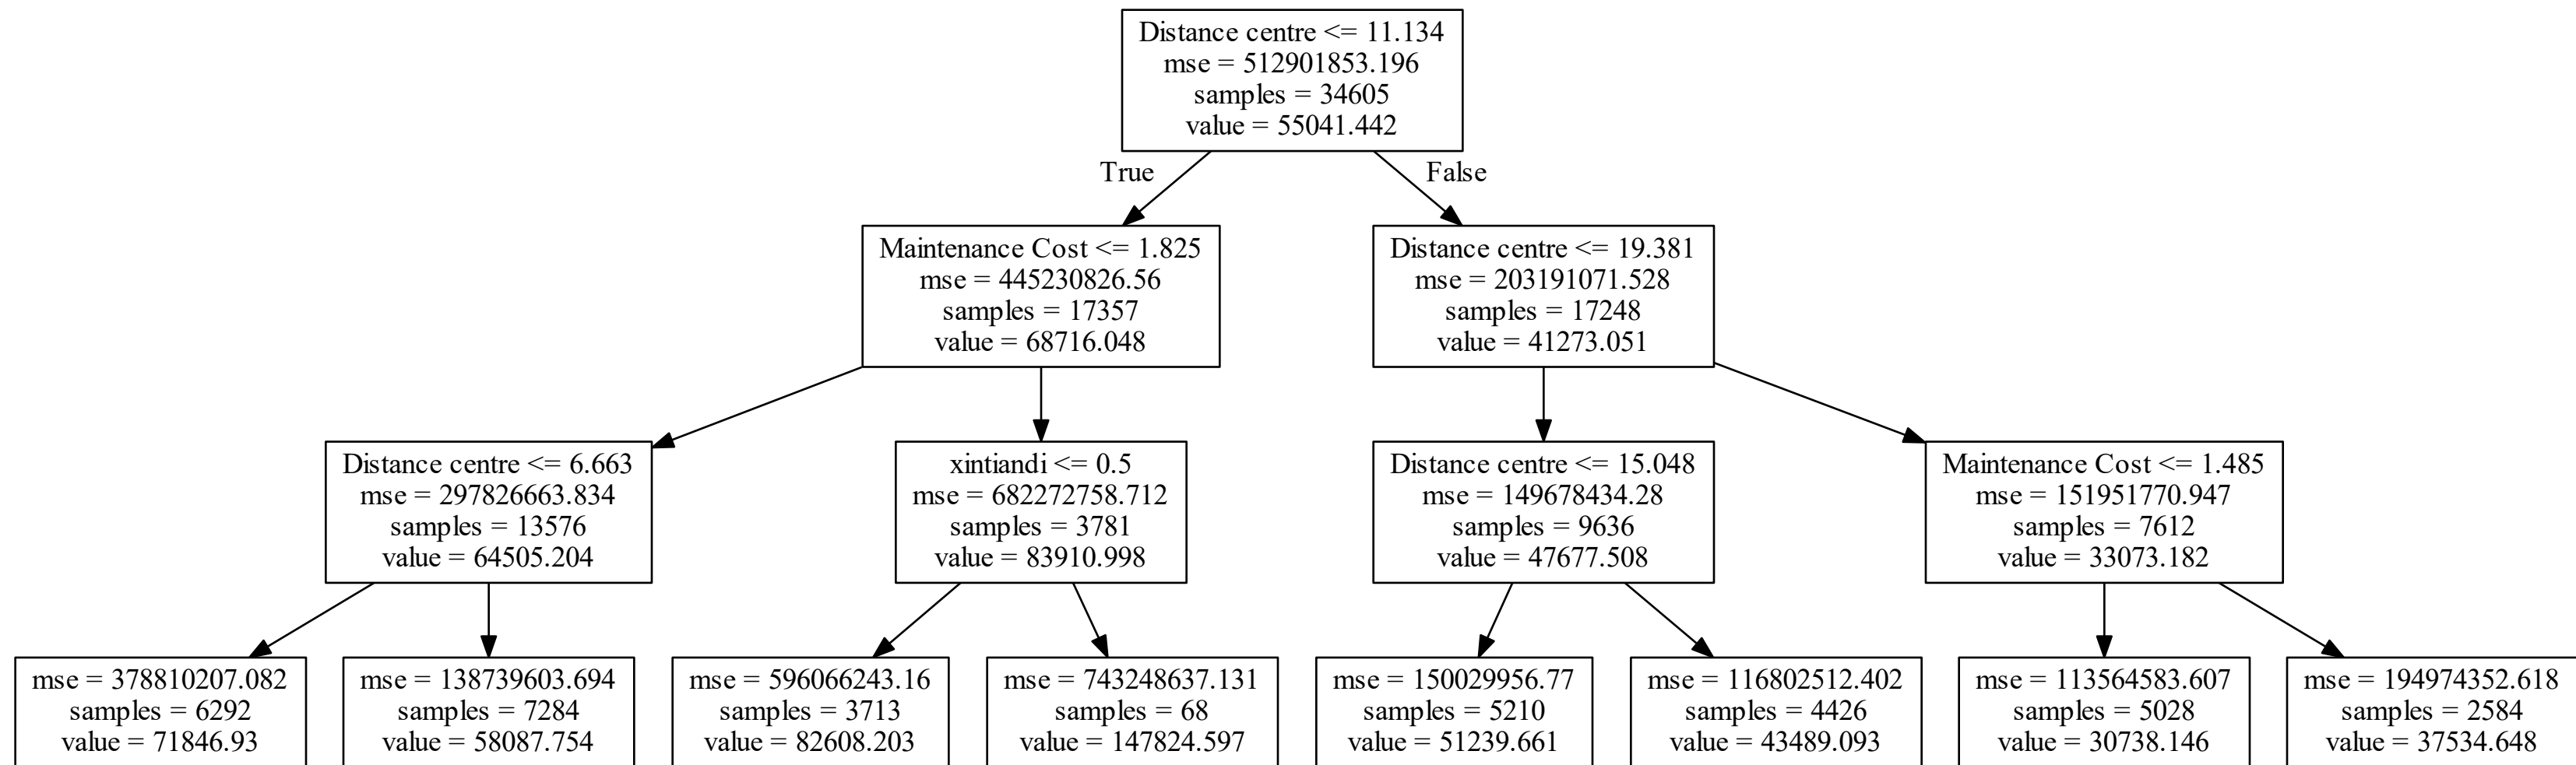 Distance centre <= 11.134
mse = 512901853.196
samples = 34605
value = 55041.442
True
False
Maintenance Cost <= 1.825
mse = 445230826.56
samples = 17357
value = 68716.048
Distance centre <= 19.381
mse = 203191071.528
samples = 17248
value = 41273.051
Distance centre <= 6.663
mse = 297826663.834
samples = 13576
value = 64505.204
xintiandi <= 0.5
mse = 682272758.712
samples = 3781
value = 83910.998
Distance centre <= 15.048
mse = 149678434.28
samples = 9636
value = 47677.508
Maintenance Cost <= 1.485
mse = 151951770.947
samples = 7612
value = 33073.182
mse = 378810207.082
samples = 6292
value = 71846.93
mse = 138739603.694
samples = 7284
value = 58087.754
mse = 596066243.16
samples = 3713
value = 82608.203
mse = 743248637.131
samples = 68
value = 147824.597
mse = 150029956.77
samples = 5210
value = 51239.661
mse = 116802512.402
samples = 4426
value = 43489.093
mse = 113564583.607
samples = 5028
value = 30738.146
mse = 194974352.618
samples = 2584
value = 37534.648